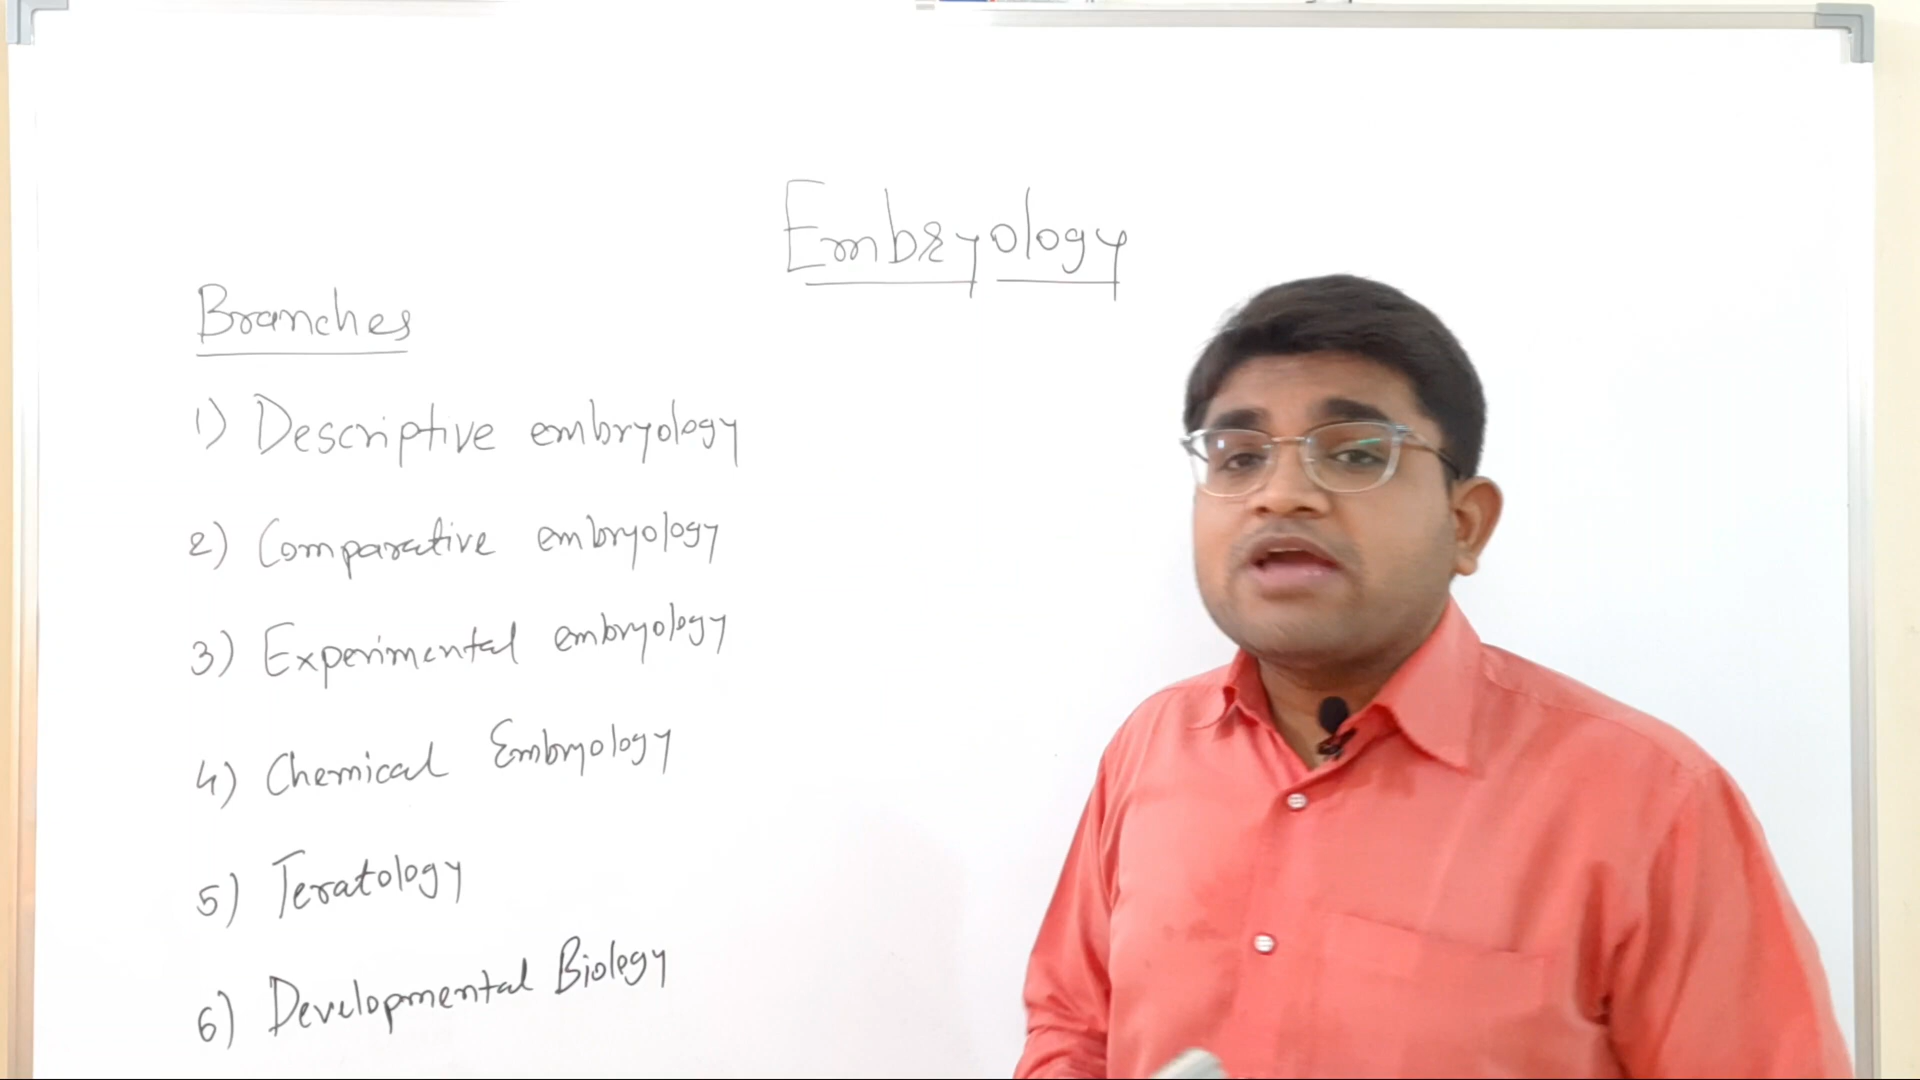 Embryology
Branches
1) Descriptive embryology
2) Comparative embryology
3) Experimental embryology
4) Chemical Embryology
5) Teratology
6) Developmental Biology